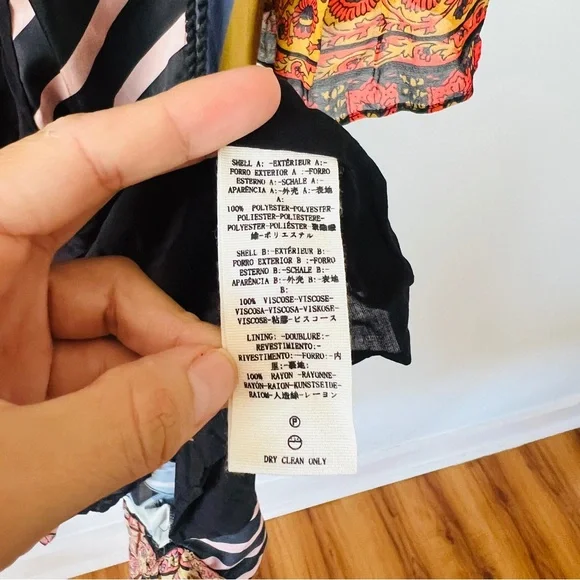 SHELL A: -EXTÉRIEUR A:-
FORRO EXTERIOR A :-FORRO
ESTERNO A:-SCHALE A:-
APARÊNCIA A:-外壳 A:-表地
A:
100% POLYESTER-POLYESTER-
POLIESTER-POLIESTERE-
POLYESTER-POLIÉSTER
-ポリエステル
SHELL B:-EXTÉRIEUR B:-
FORRO EXTERIOR B :-FORRO
ESTERNO B:-SCHALE B:-
APARÊNCIA B:-外壳 B:-表地
B:
100% VISCOSE-VISCOSE-
VISCOSA-VISCOSA-VISKOSE-
VISCOSE-粘膠-ビスコース
LINING: -DOUBLURE:-
REVESTIMIENTO:-
RIVESTIMENTO:-FORRO:-内
里:-裏地:
100% RAYON -RAYONNE-
RAYÓN-RAION-KUNSTSEIDE-
RAIOM-人造絲-レーヨン
P
DRY CLEAN ONLY